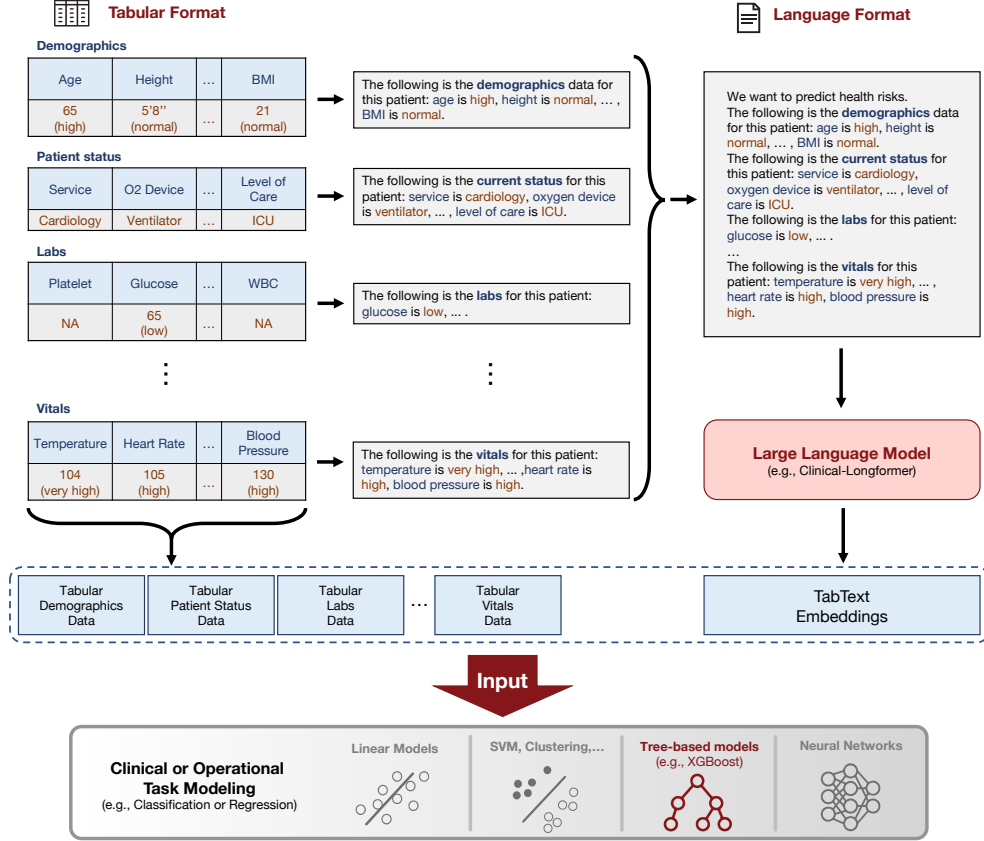 Tabular Format
Language Format
Demographics
Age Height ... BMI
65 (high) 5'8'' (normal) ... 21 (normal)
The following is the demographics data for
this patient: age is high, height is normal, ... ,
BMI is normal.
Patient status
Service O2 Device ... Level of Care
Cardiology Ventilator ... ICU
The following is the current status for this
patient: service is cardiology, oxygen device
is ventilator, ... , level of care is ICU.
Labs
Platelet Glucose ... WBC
NA 65 (low) ... NA
The following is the labs for this patient:
glucose is low, ... .
Vitals
Temperature Heart Rate ... Blood Pressure
104 (very high) 105 (high) ... 130 (high)
The following is the vitals for this patient:
temperature is very high, ... ,heart rate is
high, blood pressure is high.
We want to predict health risks.
The following is the demographics data
for this patient: age is high, height is
normal, ... , BMI is normal.
The following is the current status for
this patient: service is cardiology,
oxygen device is ventilator, ... , level of
care is ICU.
The following is the labs for this patient:
glucose is low, ... .
...
The following is the vitals for this
patient: temperature is very high, ... ,
heart rate is high, blood pressure is
high.
Large Language Model
(e.g., Clinical-Longformer)
Tabular
Demographics
Data
Tabular
Patient Status
Data
Tabular
Labs
Data
...
Tabular
Vitals
Data
TabText
Embeddings
Input
Clinical or Operational
Task Modeling
(e.g., Classification or Regression)
Linear Models
SVM, Clustering,...
Tree-based models
(e.g., XGBoost)
Neural Networks